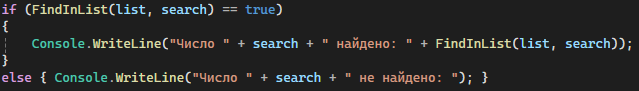 if (FindInList(list, search) == true)
{
Console.WriteLine("Число " + search + " найдено: " + FindInList(list, search));
}
else { Console.WriteLine("Число " + search + " не найдено: "); }